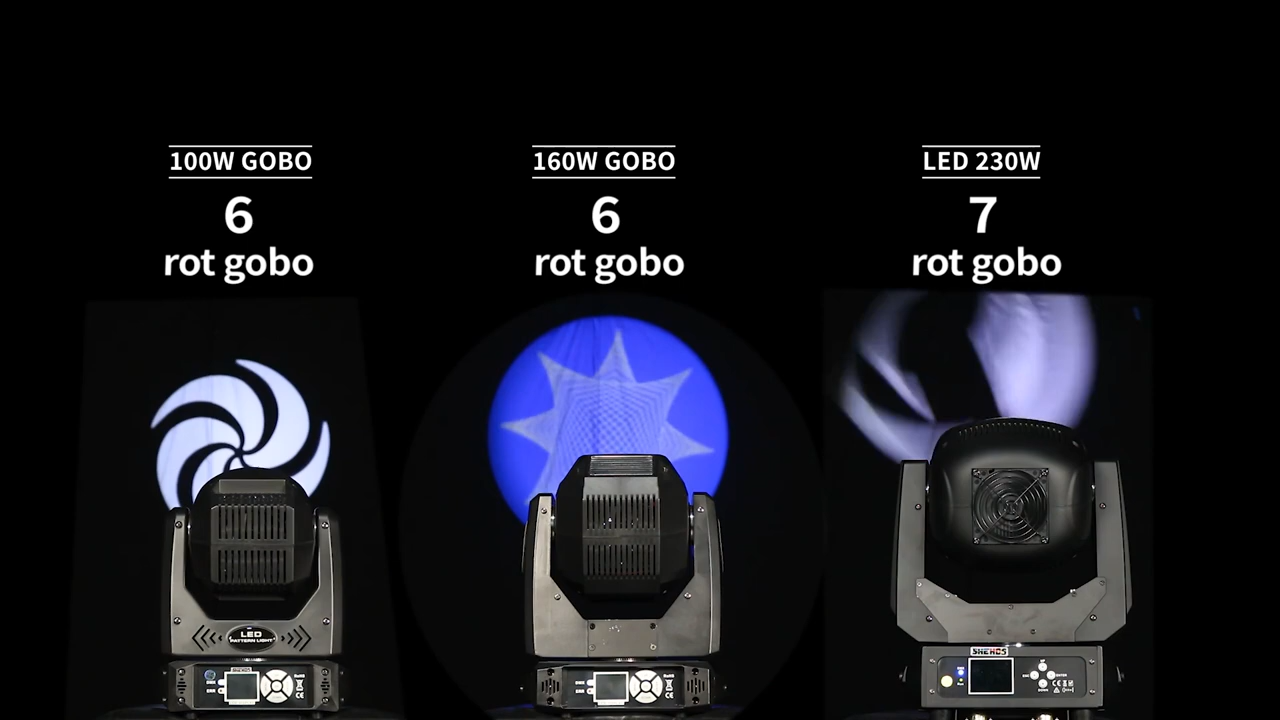 100W GOBO
6
rot gobo
160W GOBO
6
rot gobo
LED 230W
7
rot gobo
LED
PATTERN LIGHT
SHEHDS
SHEHDS